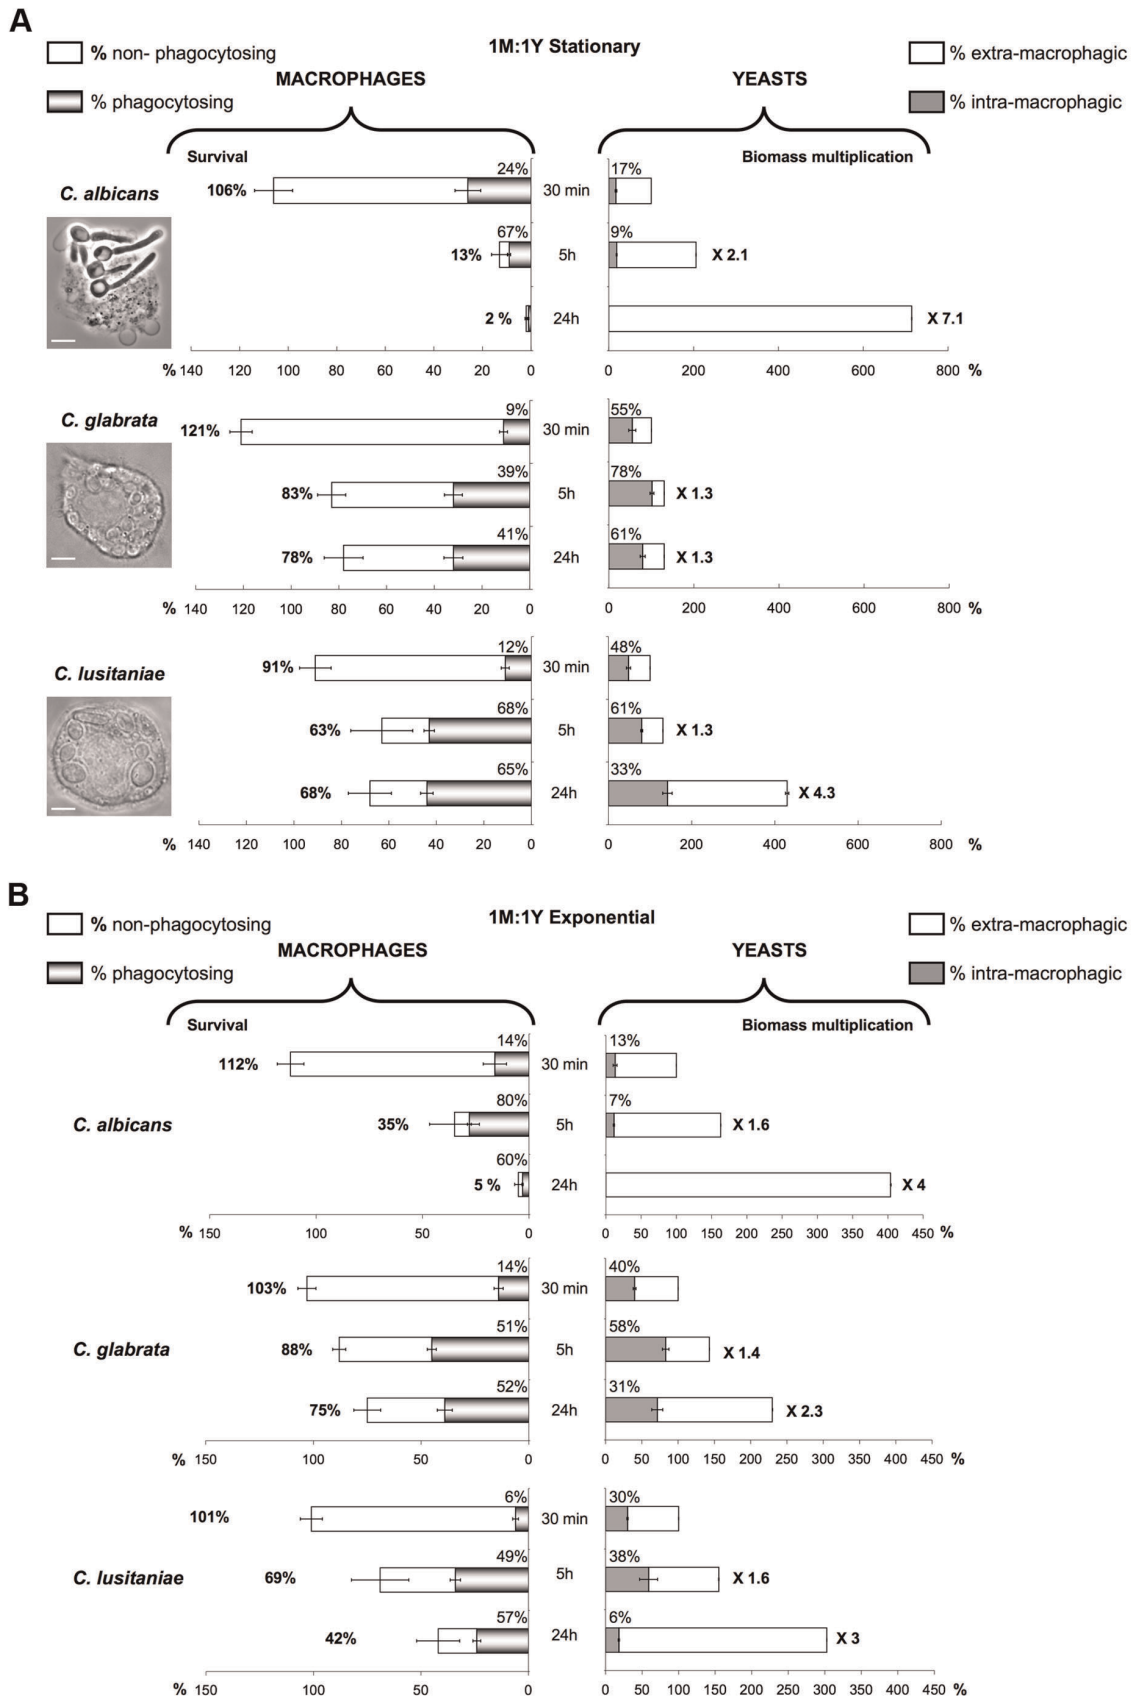 A
% non- phagocytosing
1M:1Y Stationary
% extra-macrophagic
MACROPHAGES
YEASTS
% phagocytosing
% intra-macrophagic
Survival
Biomass multiplication
C. albicans
106%
24%
30 min
17%
13%
67%
5h
9%
X 2.1
2 %
24h
X 7.1
% 140 120 100 80 60 40 20 0
0 200 400 600 800 %
C. glabrata
121%
9%
30 min
55%
83%
39%
5h
78%
X 1.3
78%
41%
24h
61%
X 1.3
% 140 120 100 80 60 40 20 0
0 200 400 600 800 %
C. lusitaniae
91%
12%
30 min
48%
63%
68%
5h
61%
X 1.3
68%
65%
24h
33%
X 4.3
% 140 120 100 80 60 40 20 0
0 200 400 600 800 %
B
% non-phagocytosing
1M:1Y Exponential
% extra-macrophagic
MACROPHAGES
YEASTS
% phagocytosing
% intra-macrophagic
Survival
Biomass multiplication
112%
14%
30 min
13%
C. albicans
35%
80%
5h
7%
X 1.6
5 %
60%
24h
X 4
% 150 100 50 0
0 50 100 150 200 250 300 350 400 450 %
103%
14%
30 min
40%
C. glabrata
88%
51%
5h
58%
X 1.4
75%
52%
24h
31%
X 2.3
% 150 100 50 0
0 50 100 150 200 250 300 350 400 450 %
101%
6%
30 min
30%
C. lusitaniae
69%
49%
5h
38%
X 1.6
42%
57%
24h
6%
X 3
% 150 100 50 0
0 50 100 150 200 250 300 350 400 450 %